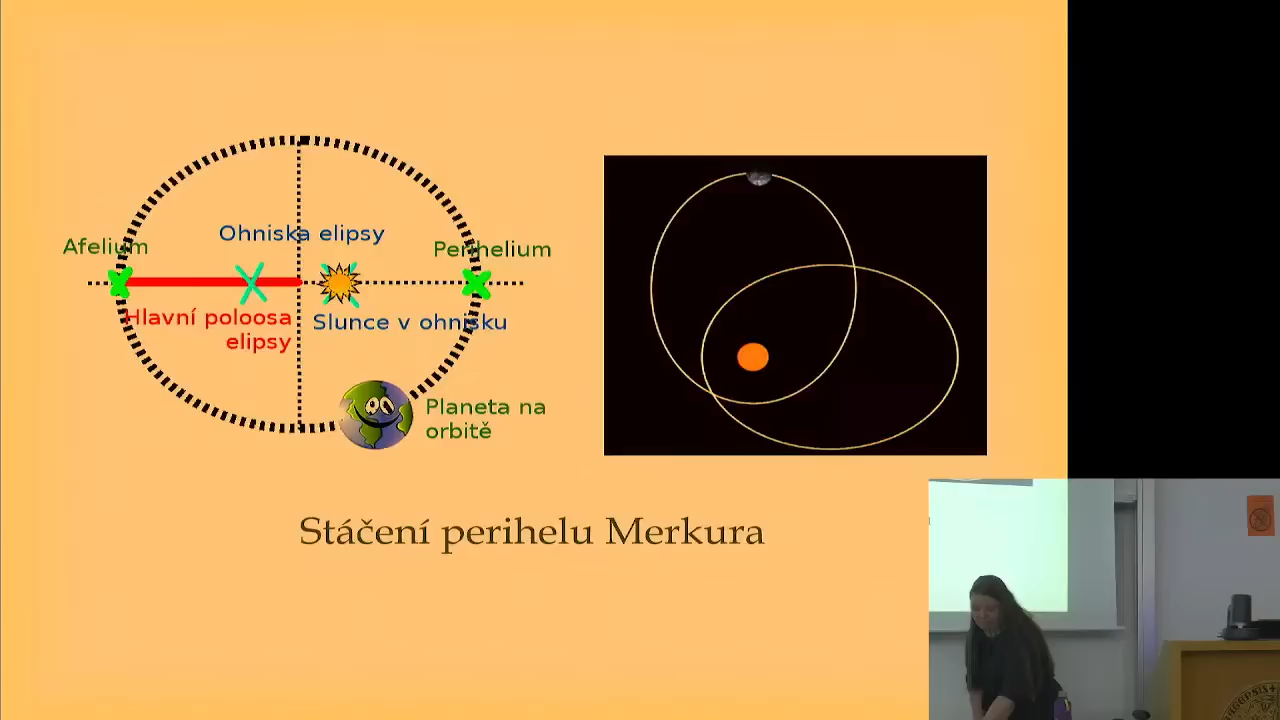 Ohniska elipsy
Afelium
Perihelium
Hlavní poloosa
elipsy
Slunce v ohnisku
Planeta na
orbitě
Stáčení perihelu Merkura